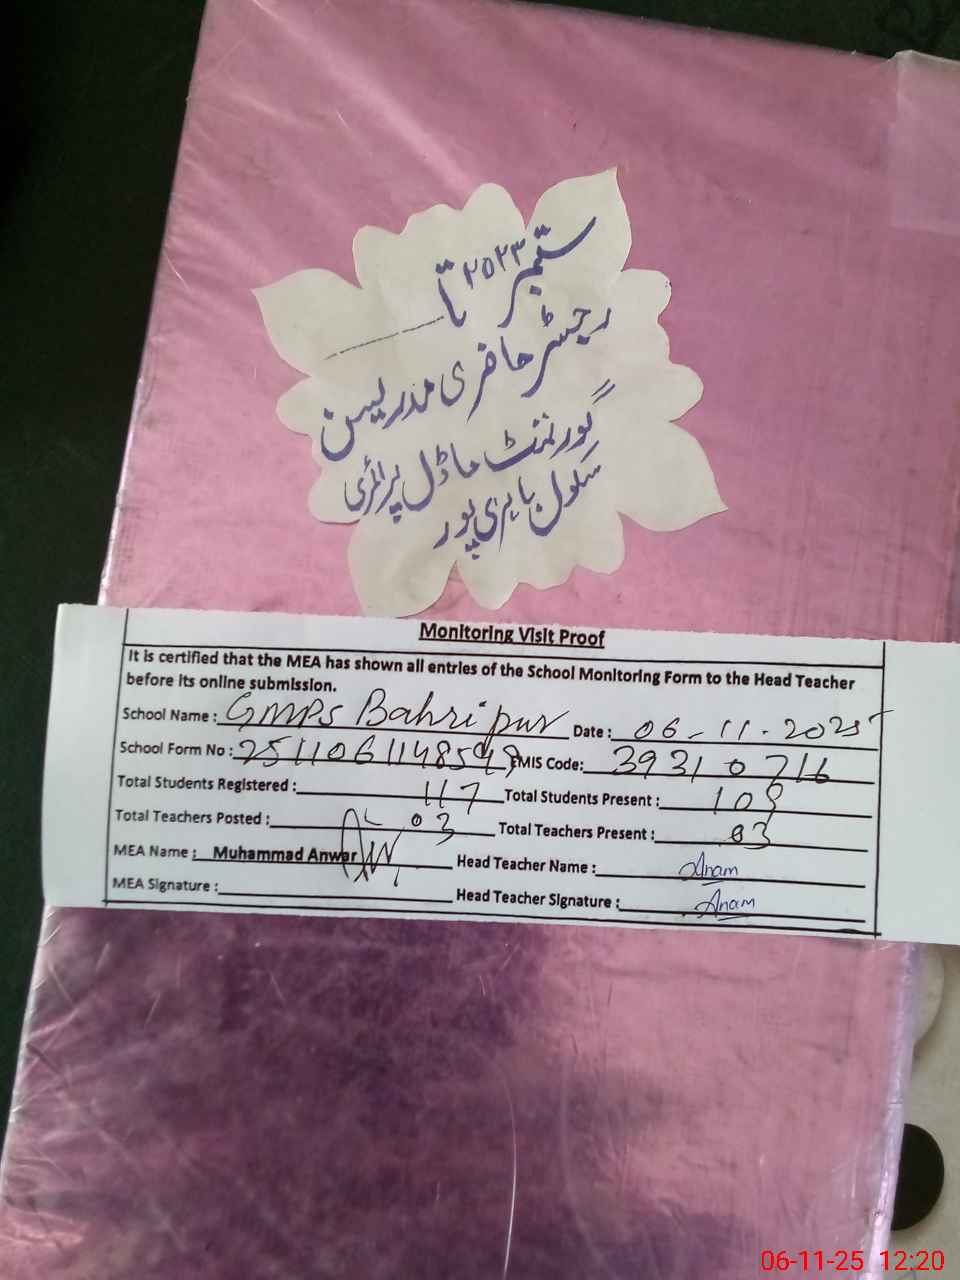 ستمبر ۲۰۲۳ تا
رجسٹر حاضری مدرسین
گورنمنٹ ماڈل پرائمری
سکول باہری پور
Monitoring Visit Proof
It is certified that the MEA has shown all entries of the School Monitoring Form to the Head Teacher
before its online submission.
School Name : GMPS Bahripur Date : 06-11-2025
School Form No : EMIS Code: 39310716
Total Students Registered : 117 Total Students Present : 109
Total Teachers Posted : 03 Total Teachers Present : 03
MEA Name : Muhammad Anwar Head Teacher Name : Anam
MEA Signature : Head Teacher Signature : Anam
06-11-25 12:20